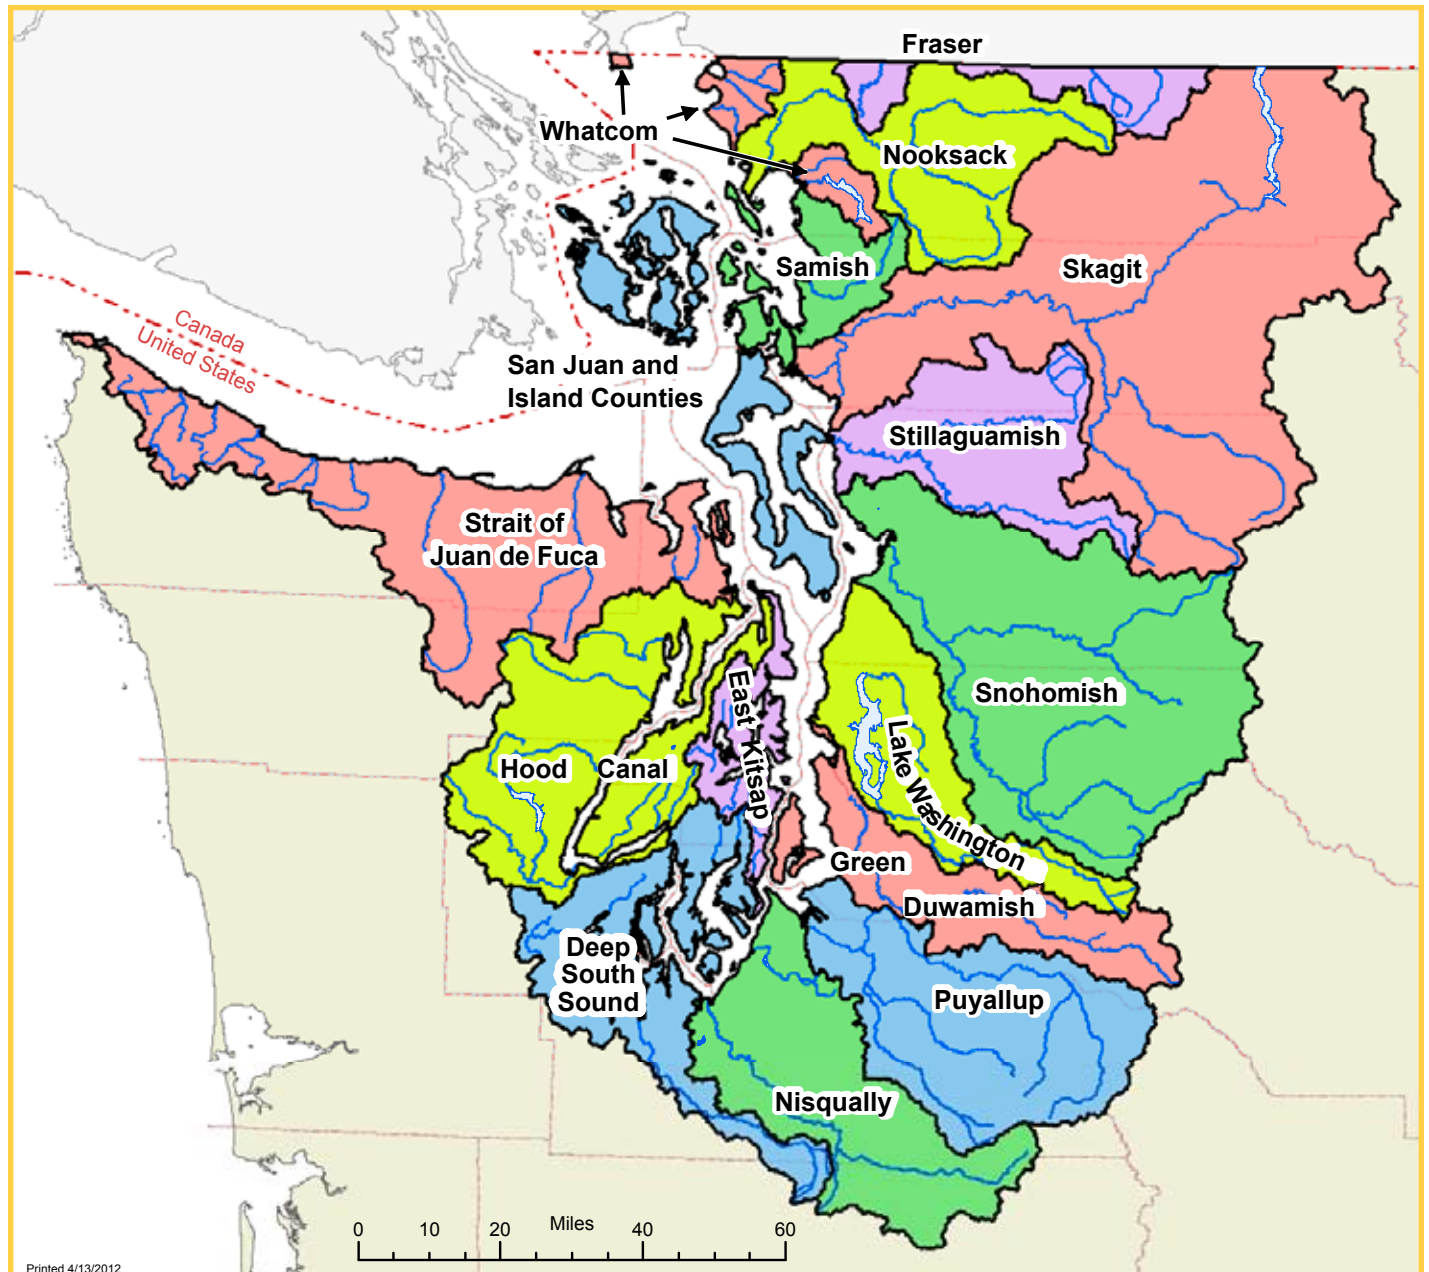 Fraser
Whatcom
Nooksack
Samish
Skagit
Canada
United States
San Juan and
Island Counties
Stillaguamish
Strait of
Juan de Fuca
Snohomish
East Kitsap
Lake Washington
Hood Canal
Green
Duwamish
Deep
South
Sound
Puyallup
Nisqually
0 10 20 Miles 40 60
Printed 4/13/2012